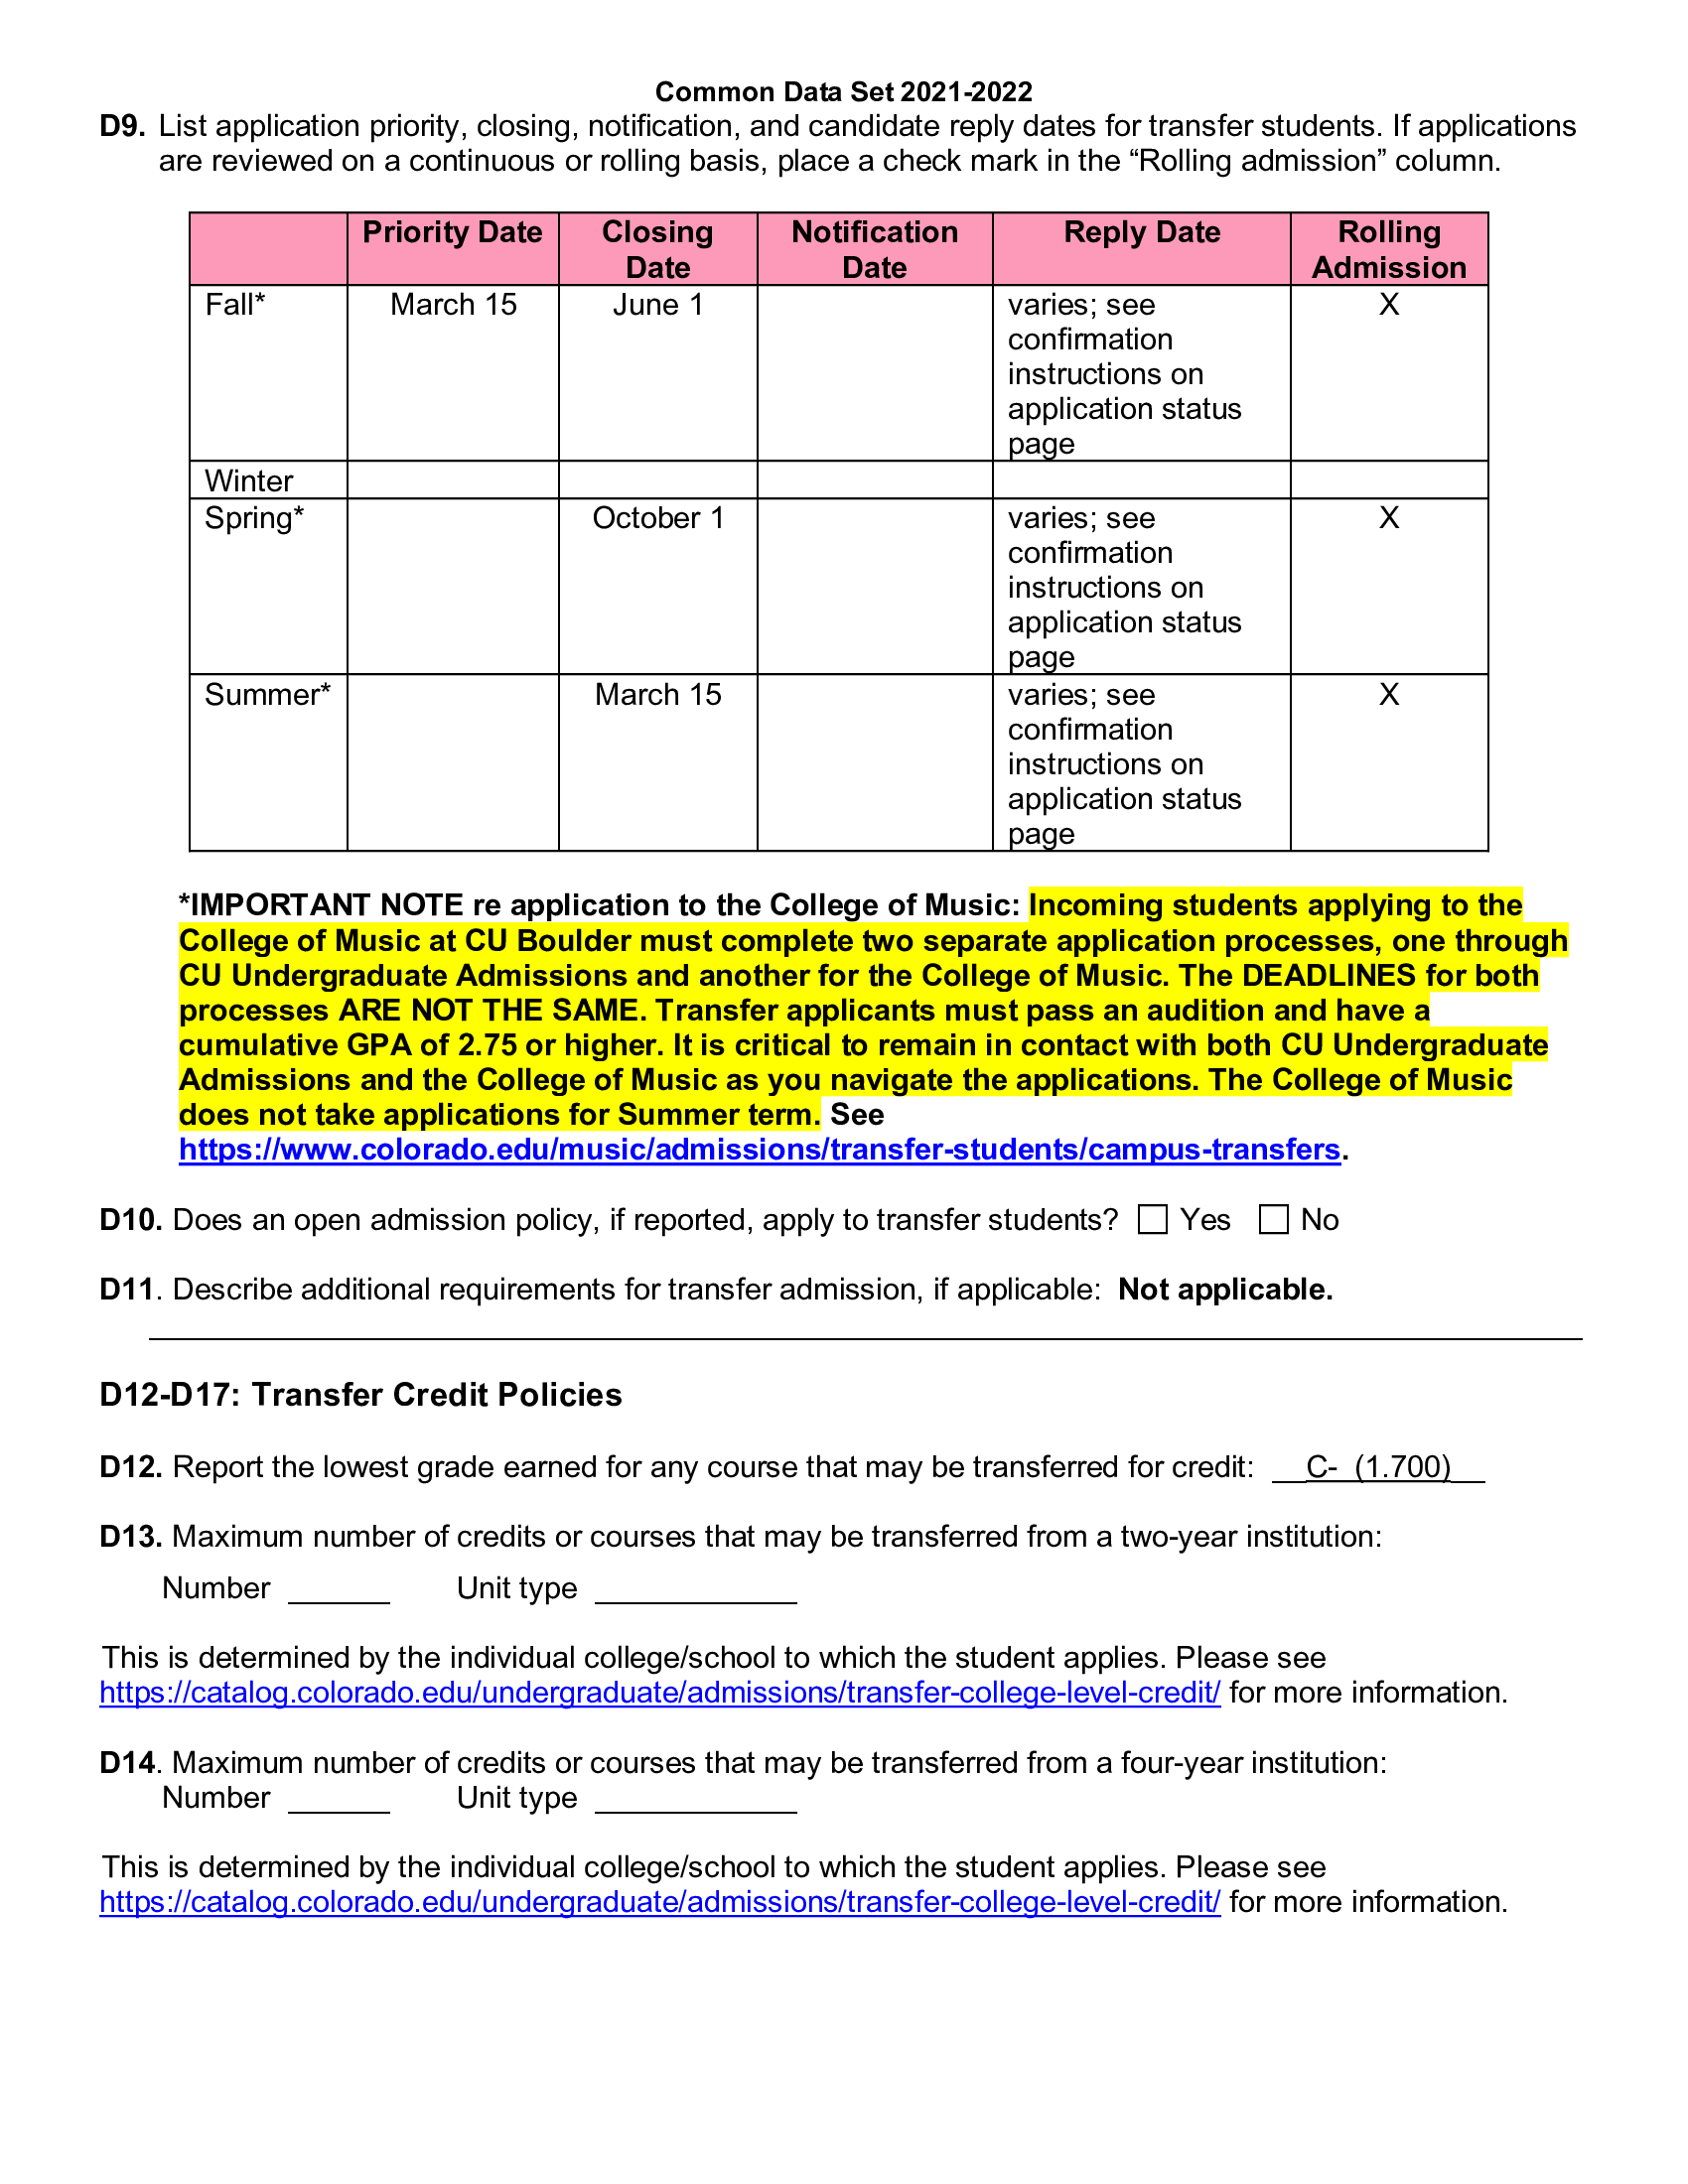 Common Data Set 2021-2022
D9. List application priority, closing, notification, and candidate reply dates for transfer students. If applications
are reviewed on a continuous or rolling basis, place a check mark in the “Rolling admission” column.
Priority Date Closing Date Notification Date Reply Date Rolling Admission
Fall* March 15 June 1 varies; see X
confirmation
instructions on
application status
page
Winter
Spring* October 1 varies; see X
confirmation
instructions on
application status
page
Summer* March 15 varies; see X
confirmation
instructions on
application status
page
*IMPORTANT NOTE re application to the College of Music: Incoming students applying to the
College of Music at CU Boulder must complete two separate application processes, one through
CU Undergraduate Admissions and another for the College of Music. The DEADLINES for both
processes ARE NOT THE SAME. Transfer applicants must pass an audition and have a
cumulative GPA of 2.75 or higher. It is critical to remain in contact with both CU Undergraduate
Admissions and the College of Music as you navigate the applications. The College of Music
does not take applications for Summer term. See
https://www.colorado.edu/music/admissions/transfer-students/campus-transfers.
D10. Does an open admission policy, if reported, apply to transfer students? ☐ Yes ☐ No
D11. Describe additional requirements for transfer admission, if applicable: Not applicable.
D12-D17: Transfer Credit Policies
D12. Report the lowest grade earned for any course that may be transferred for credit: __C- (1.700)__
D13. Maximum number of credits or courses that may be transferred from a two-year institution:
Number ______ Unit type ____________
This is determined by the individual college/school to which the student applies. Please see
https://catalog.colorado.edu/undergraduate/admissions/transfer-college-level-credit/ for more information.
D14. Maximum number of credits or courses that may be transferred from a four-year institution:
Number ______ Unit type ____________
This is determined by the individual college/school to which the student applies. Please see
https://catalog.colorado.edu/undergraduate/admissions/transfer-college-level-credit/ for more information.